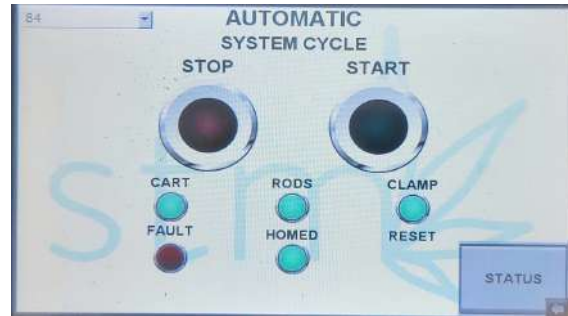 84
AUTOMATIC
SYSTEM CYCLE
STOP START
CART RODS CLAMP
FAULT HOMED RESET
STATUS